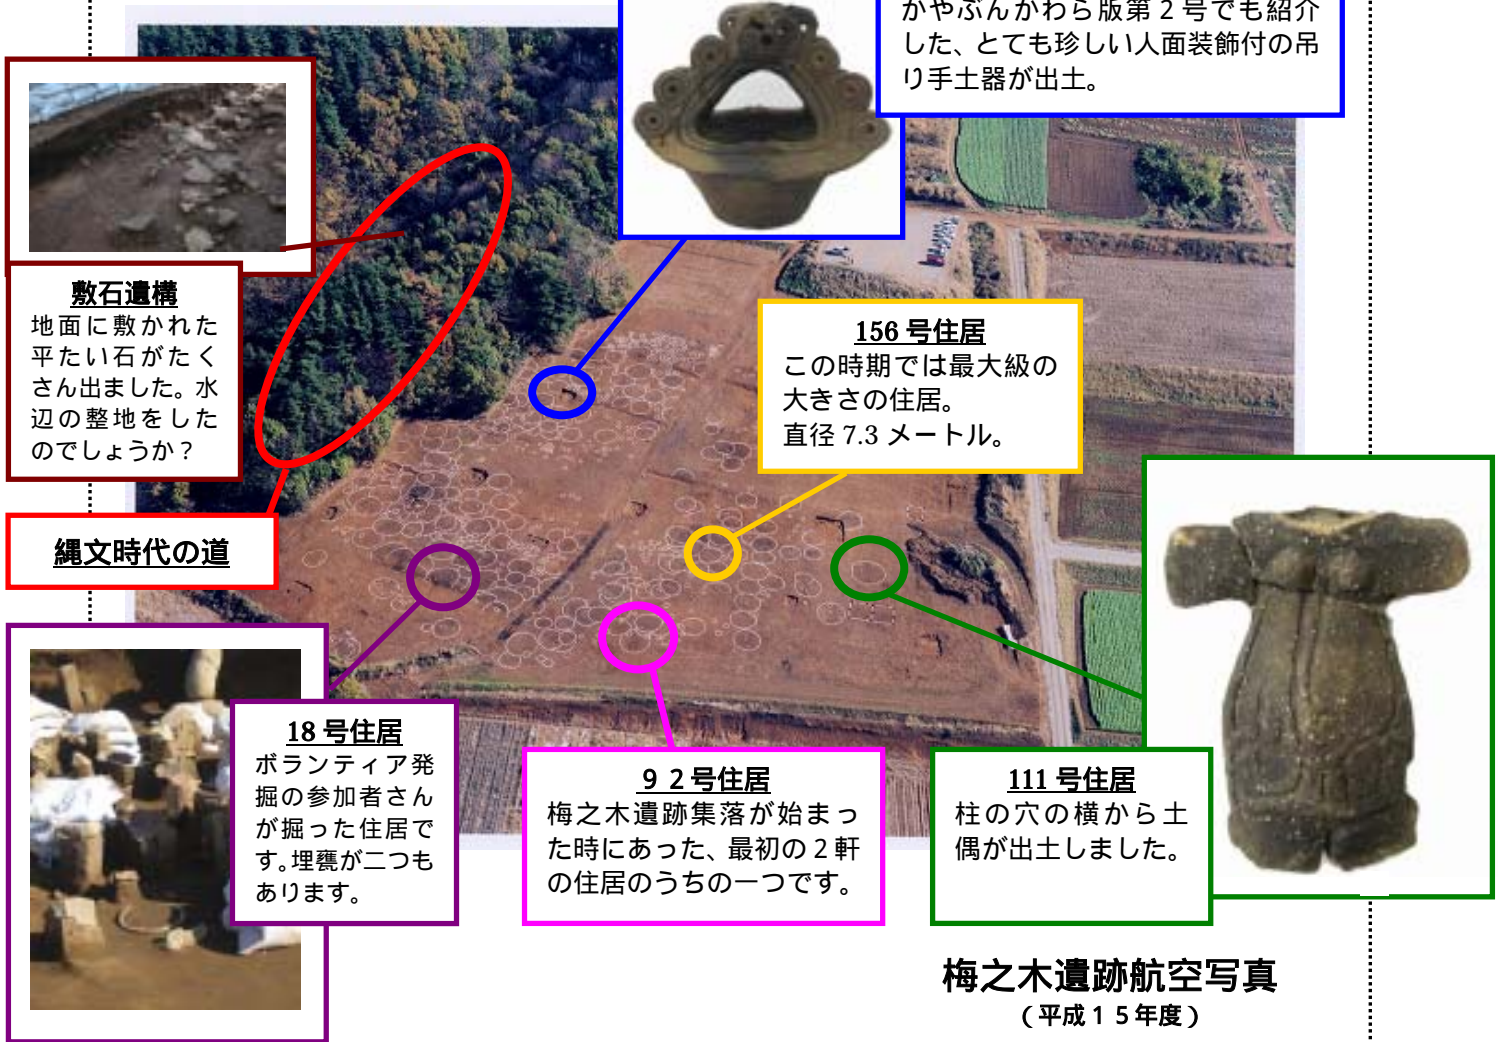 かやぶんかわら版第２号でも紹介
した、とても珍しい人面装飾付の吊
り手土器が出土。
敷石遺構
地面に敷かれた
平たい石がたく
さん出ました。水
辺の整地をした
のでしょうか？
156 号住居
この時期では最大級の
大きさの住居。
直径 7.3 メートル。
縄文時代の道
18 号住居
ボランティア発
掘の参加者さん
が掘った住居で
す。埋甕が二つも
あります。
９２号住居
梅之木遺跡集落が始まっ
た時にあった、最初の２軒
の住居のうちの一つです。
111 号住居
柱の穴の横から土
偶が出土しました。
梅之木遺跡航空写真
（平成１５年度）